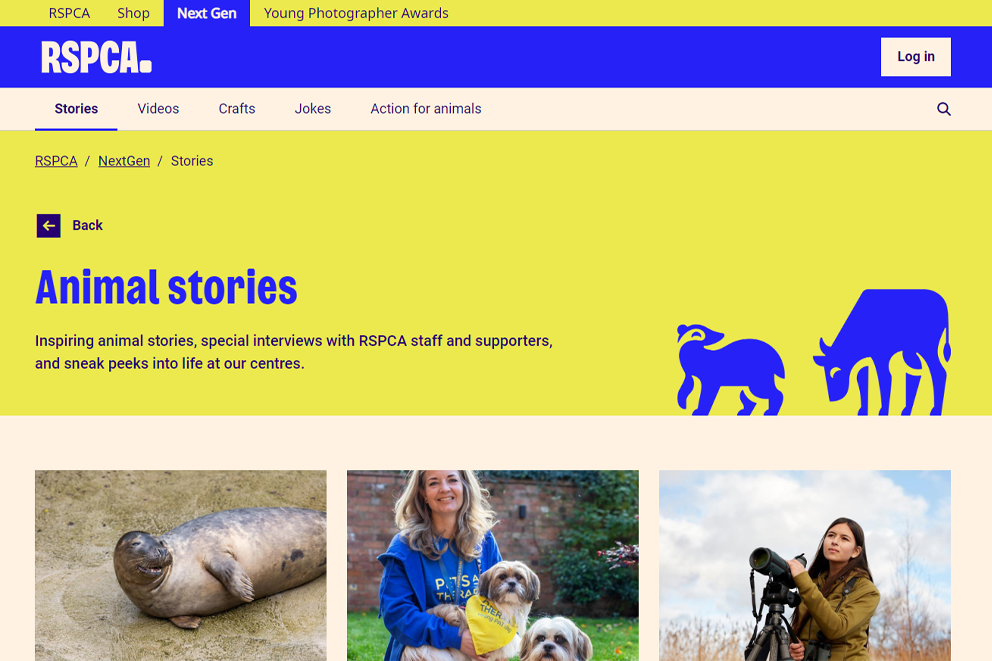 RSPCA Shop Next Gen Young Photographer Awards
RSPCA.
Log in
Stories Videos Crafts Jokes Action for animals
RSPCA / NextGen / Stories
Back
Animal stories
Inspiring animal stories, special interviews with RSPCA staff and supporters,
and sneak peeks into life at our centres.